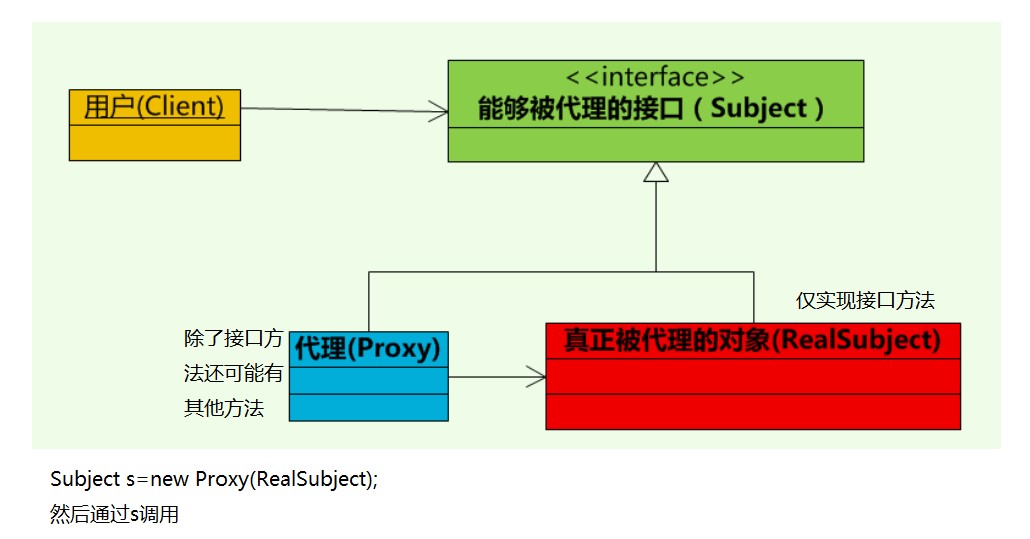 <<interface>>
用户(Client)
能够被代理的接口（Subject）
仅实现接口方法
除了接口方
法还可能有
其他方法
代理(Proxy)
真正被代理的对象(RealSubject)
Subject s=new Proxy(RealSubject);
然后通过s调用